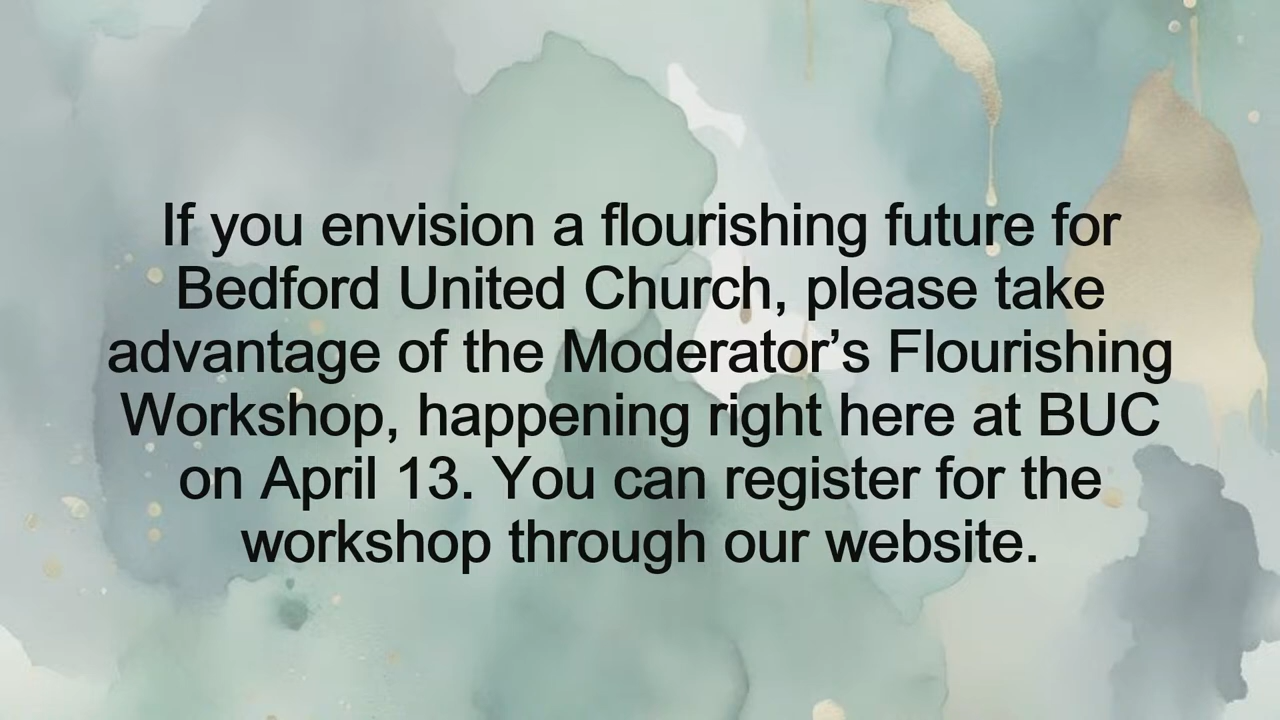 If you envision a flourishing future for
Bedford United Church, please take
advantage of the Moderator’s Flourishing
Workshop, happening right here at BUC
on April 13. You can register for the
workshop through our website.